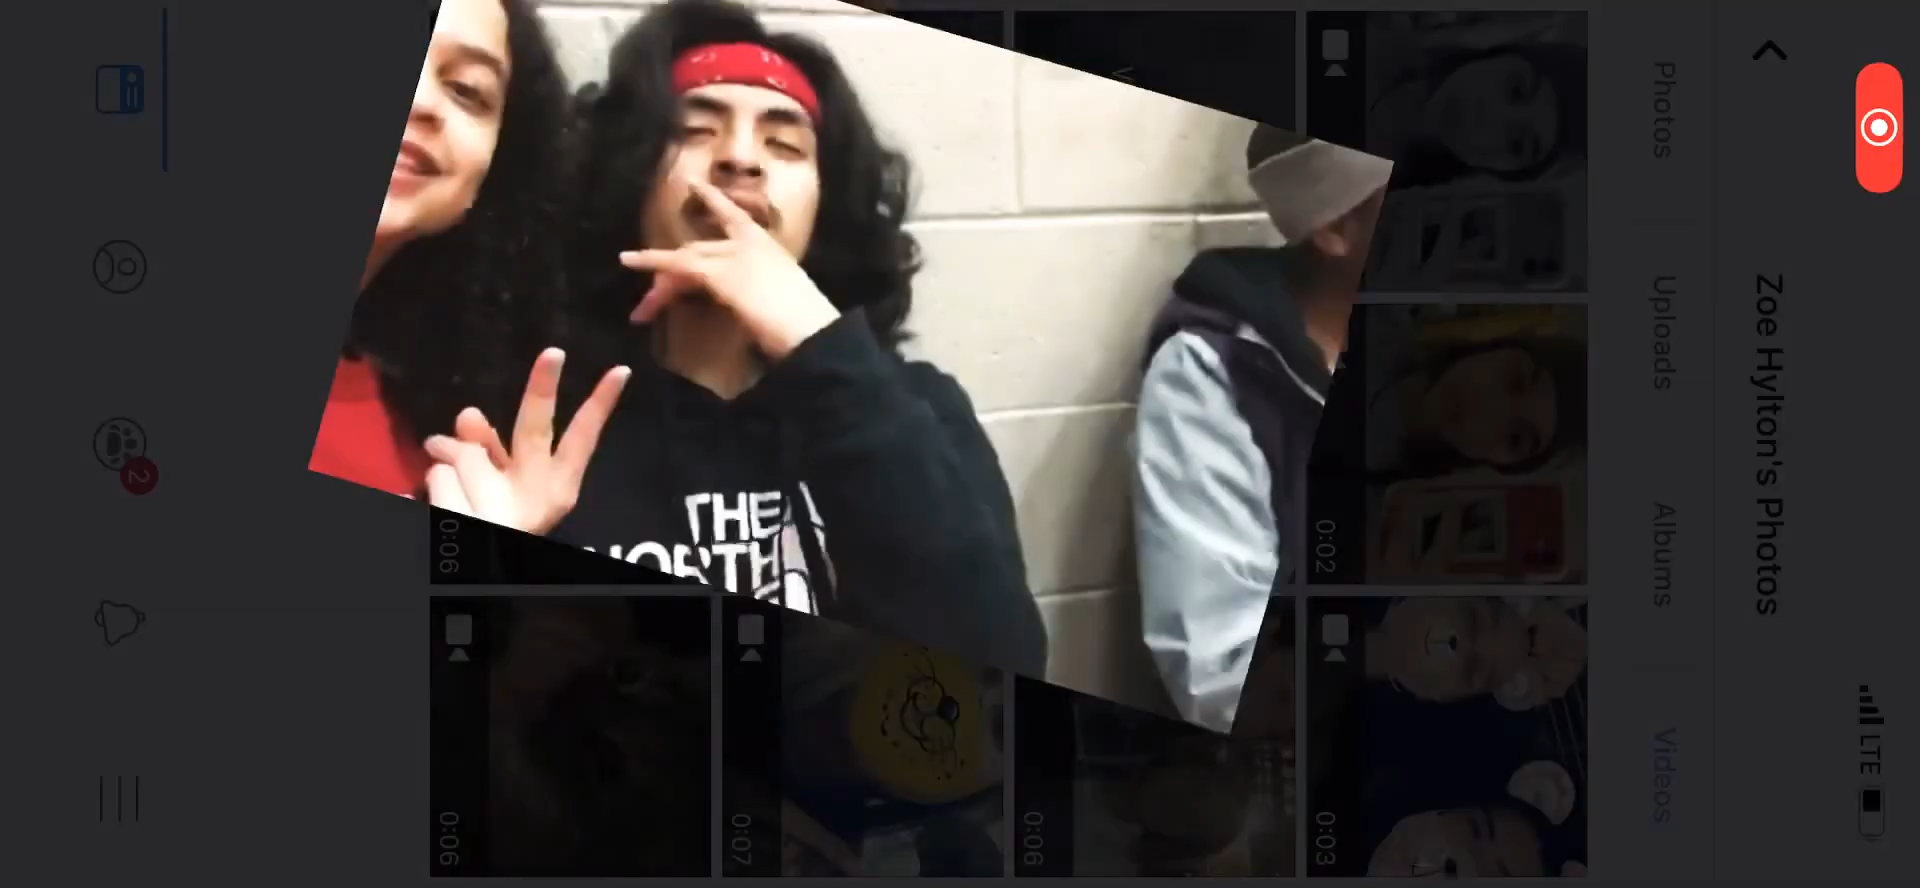 Zoe Hylton's Photos
LTE
Photos
Uploads
Albums
Videos
0:02
0:03
0:06
0:06
0:07
0:06
2
THE
NORTH